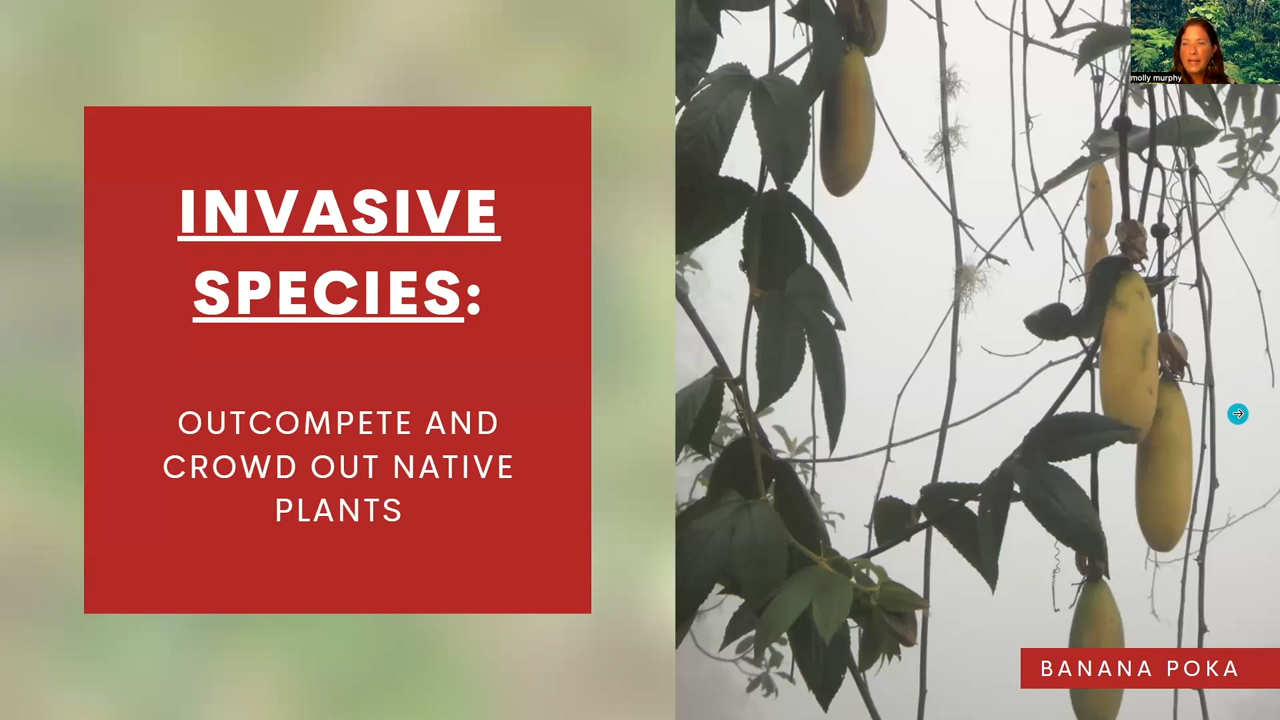 INVASIVE
SPECIES:
OUTCOMPETE AND
CROWD OUT NATIVE
PLANTS
molly murphy
BANANA POKA